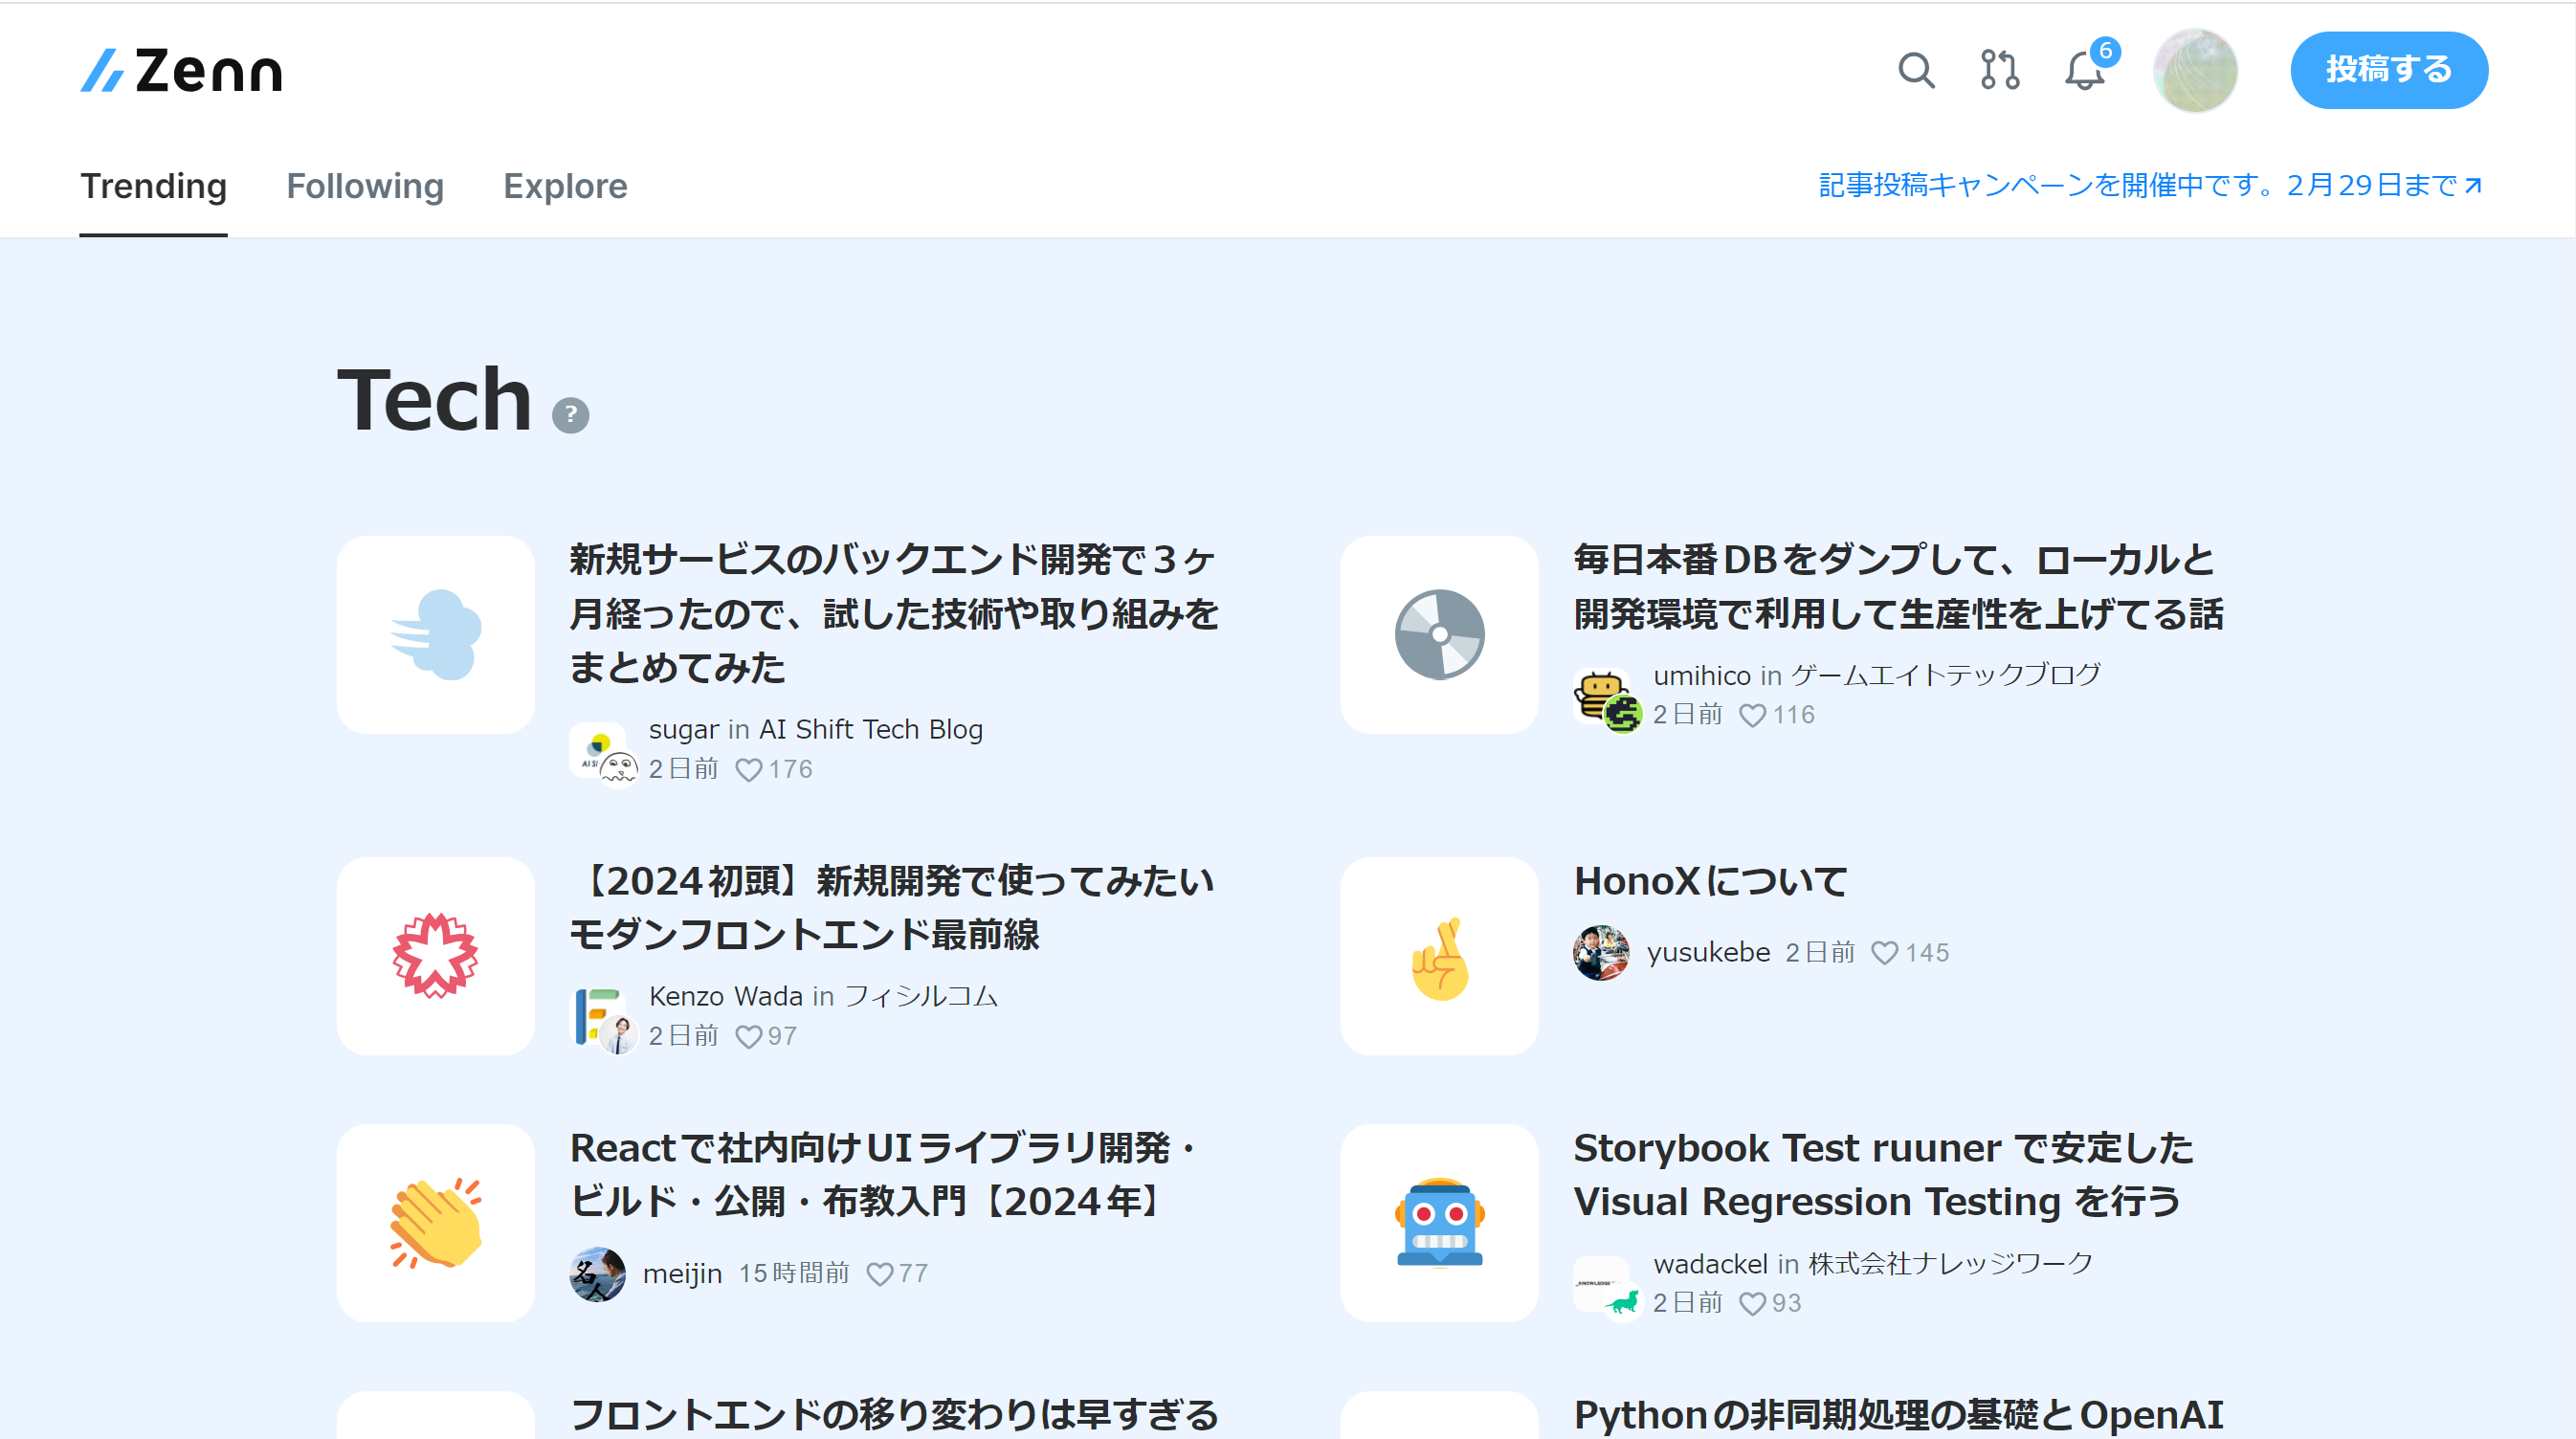 Zenn
6
投稿する
Trending Following Explore
記事投稿キャンペーンを開催中です。2月29日まで
Tech ?
新規サービスのバックエンド開発で3ヶ
月経ったので、試した技術や取り組みを
まとめてみた
sugar in AI Shift Tech Blog
2日前 176
毎日本番DBをダンプして、ローカルと
開発環境で利用して生産性を上げてる話
umihico in ゲームエイトテックブログ
2日前 116
【2024初頭】新規開発で使ってみたい
モダンフロントエンド最前線
Kenzo Wada in フィシルコム
2日前 97
HonoXについて
yusukebe 2日前 145
Reactで社内向けUIライブラリ開発・
ビルド・公開・布教入門【2024年】
名人
meijin 15時間前 77
Storybook Test ruuner で安定した
Visual Regression Testing を行う
wadackel in 株式会社ナレッジワーク
2日前 93
フロントエンドの移り変わりは早すぎる
Pythonの非同期処理の基礎とOpenAI